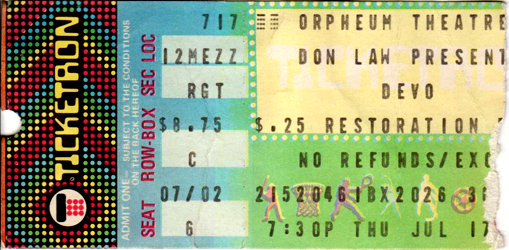 TICKETRON
ADMIT ONE— SUBJECT TO THE CONDITIONS
ON THE BACK HEREOF
SEAT ROW-BOX SEC LOC
717
12MEZZ
RGT
$8.75
C
07/02
6
ORPHEUM THEATRE
DON LAW PRESENT
DEVO
$.25 RESTORATION
NO REFUNDS/EXC
7:30P THU JUL 17